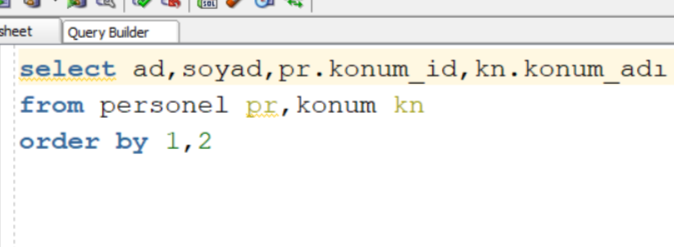 sheet
Query Builder
select ad,soyad,pr.konum_id,kn.konum_adı
from personel pr,konum kn
order by 1,2